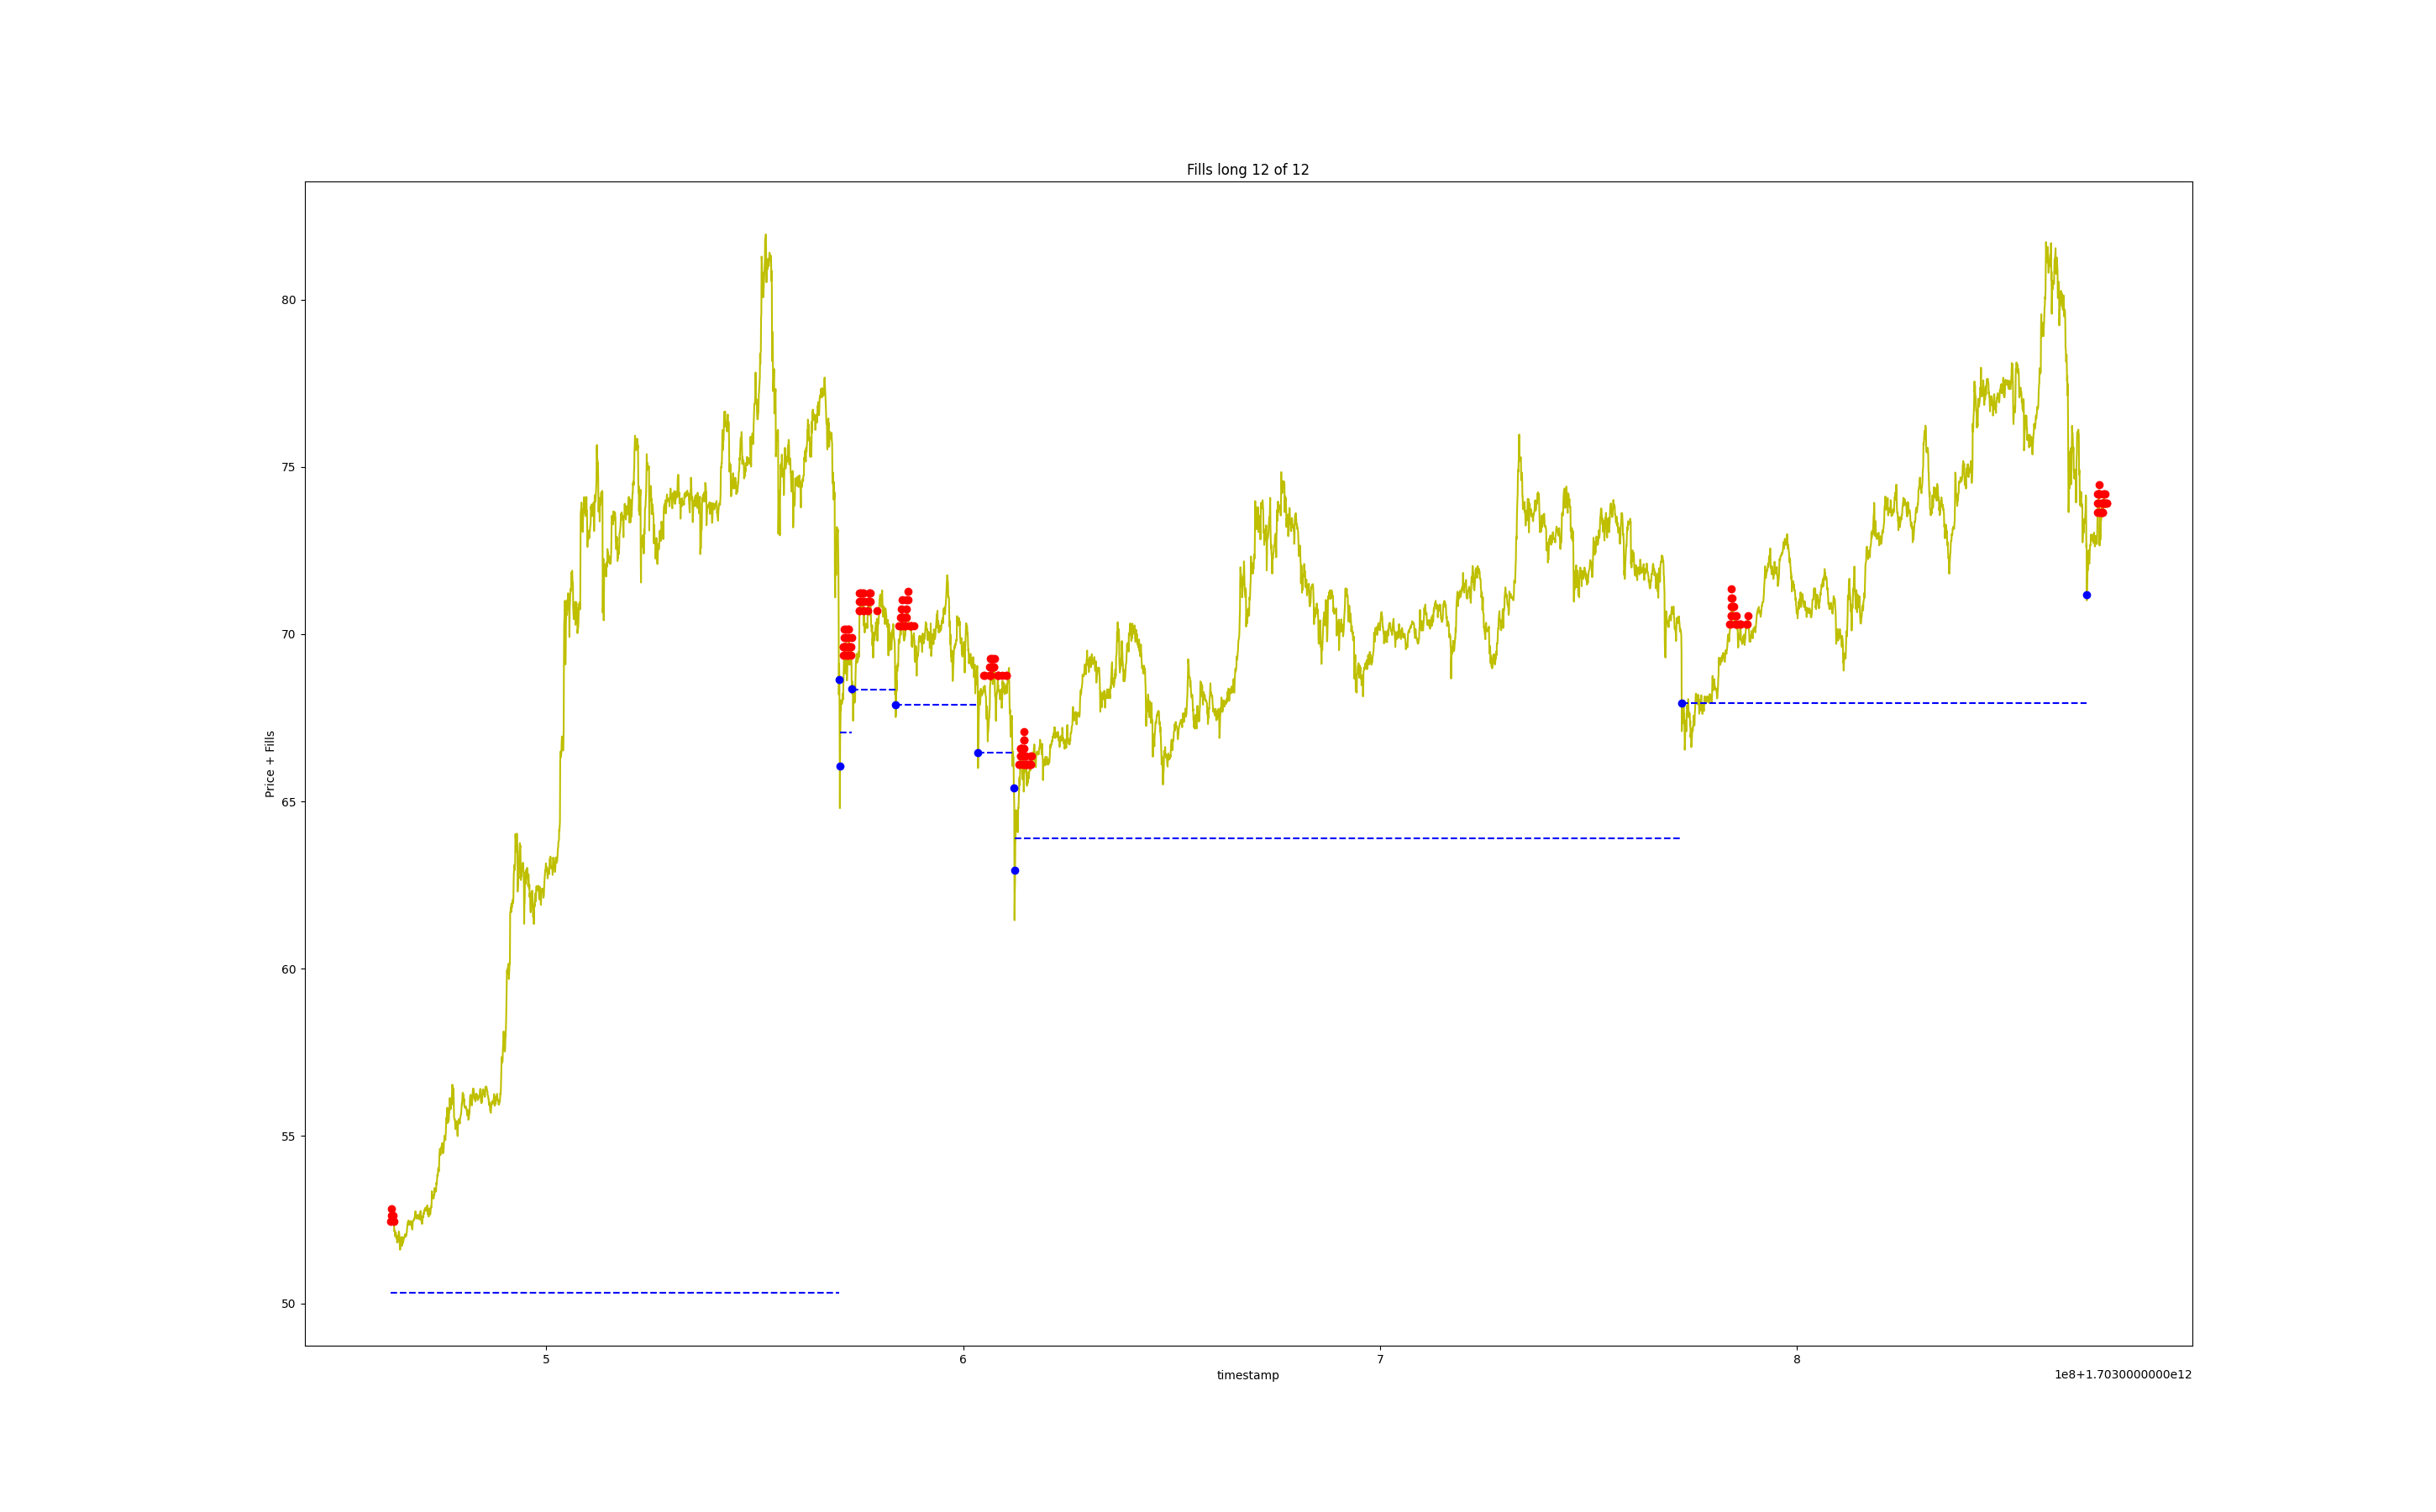 Fills long 12 of 12
80
75
70
65
60
55
50
Price + Fills
5 6 7 8
timestamp
1e8+1.7030000000e12